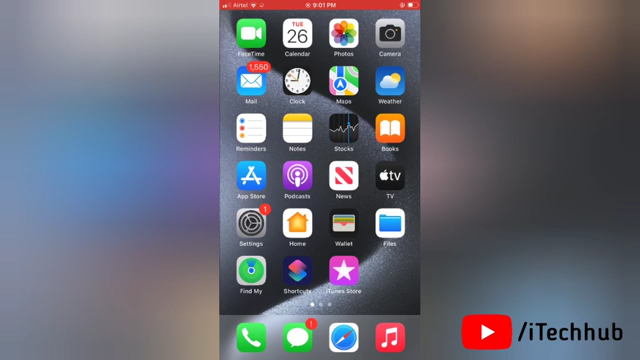 Airtel 9:01 PM
TUE
26
FaceTime Calendar Photos Camera
1,550
Mail Clock Maps Weather
Reminders Notes Stocks Books
tv
App Store Podcasts News TV
1
Settings Home Wallet Files
Find My Shortcuts iTunes Store
1
/iTechhub